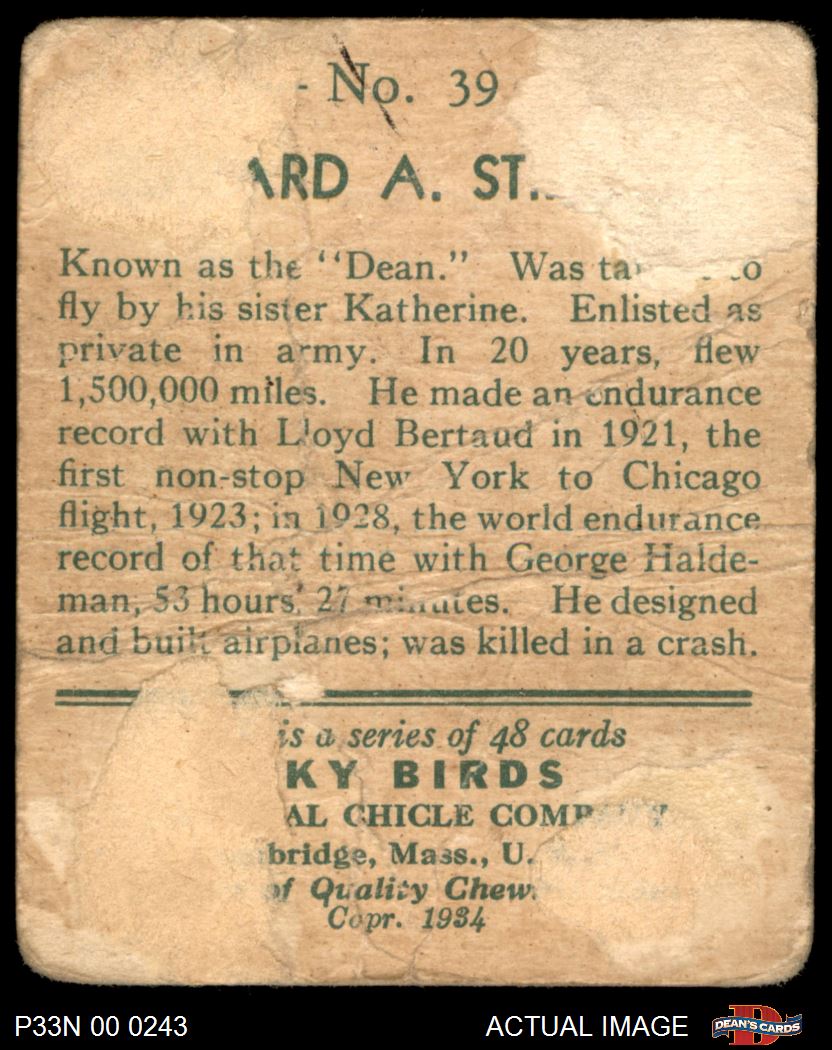 - No. 39
ARD A. ST
Known as the "Dean." Was to
fly by his sister Katherine. Enlisted as
private in army. In 20 years, flew
1,500,000 miles. He made an endurance
record with Lloyd Bertaud in 1921, the
first non-stop New York to Chicago
flight, 1923; in 1928, the world endurance
record of that time with George Halde-
man, 53 hours, 27 minutes. He designed
and built airplanes; was killed in a crash.
is a series of 48 cards
KY BIRDS
AL CHICLE COMPANY
bridge, Mass., U.
of Quality Chew
Copr. 1934
P33N 00 0243
ACTUAL IMAGE
D
DEAN'S CARDS